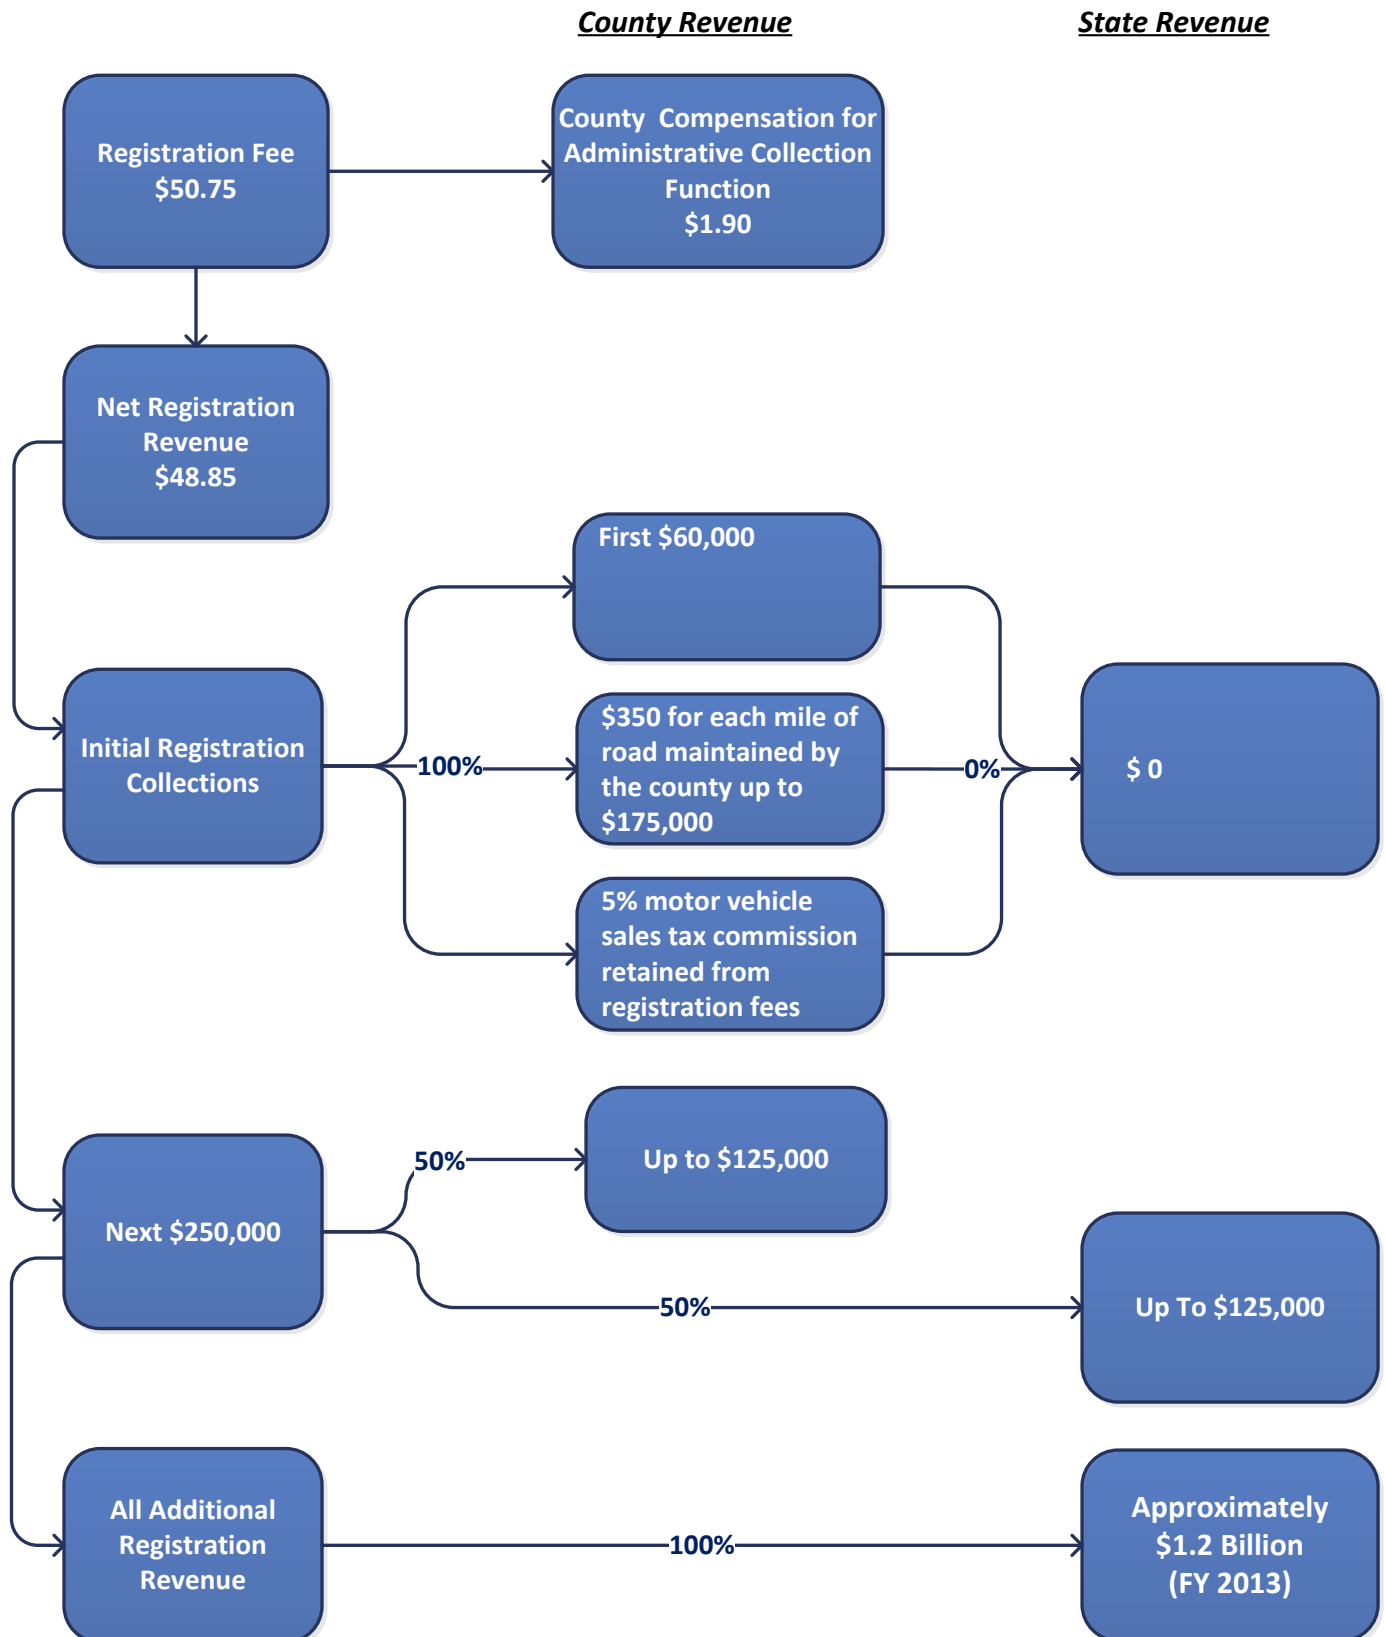 County Revenue
State Revenue
Registration Fee
$50.75
County  Compensation for
Administrative Collection
Function
$1.90
Net Registration
Revenue
$48.85
First $60,000
Initial Registration
Collections
100%
$350 for each mile of
road maintained by
the county up to
$175,000
0%
$ 0
5% motor vehicle
sales tax commission
retained from
registration fees
Next $250,000
50%
Up to $125,000
50%
Up To $125,000
All Additional
Registration
Revenue
100%
Approximately
$1.2 Billion
(FY 2013)